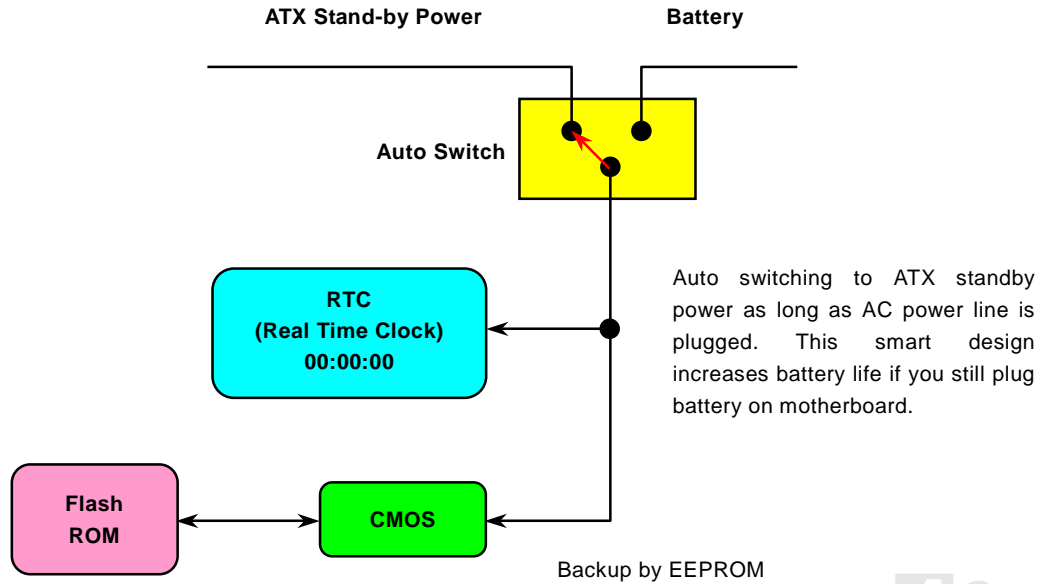 ATX Stand-by Power
Battery
Auto Switch
RTC
(Real Time Clock)
00:00:00
Auto switching to ATX standby
power as long as AC power line is
plugged. This smart design
increases battery life if you still plug
battery on motherboard.
Flash
ROM
CMOS
Backup by EEPROM